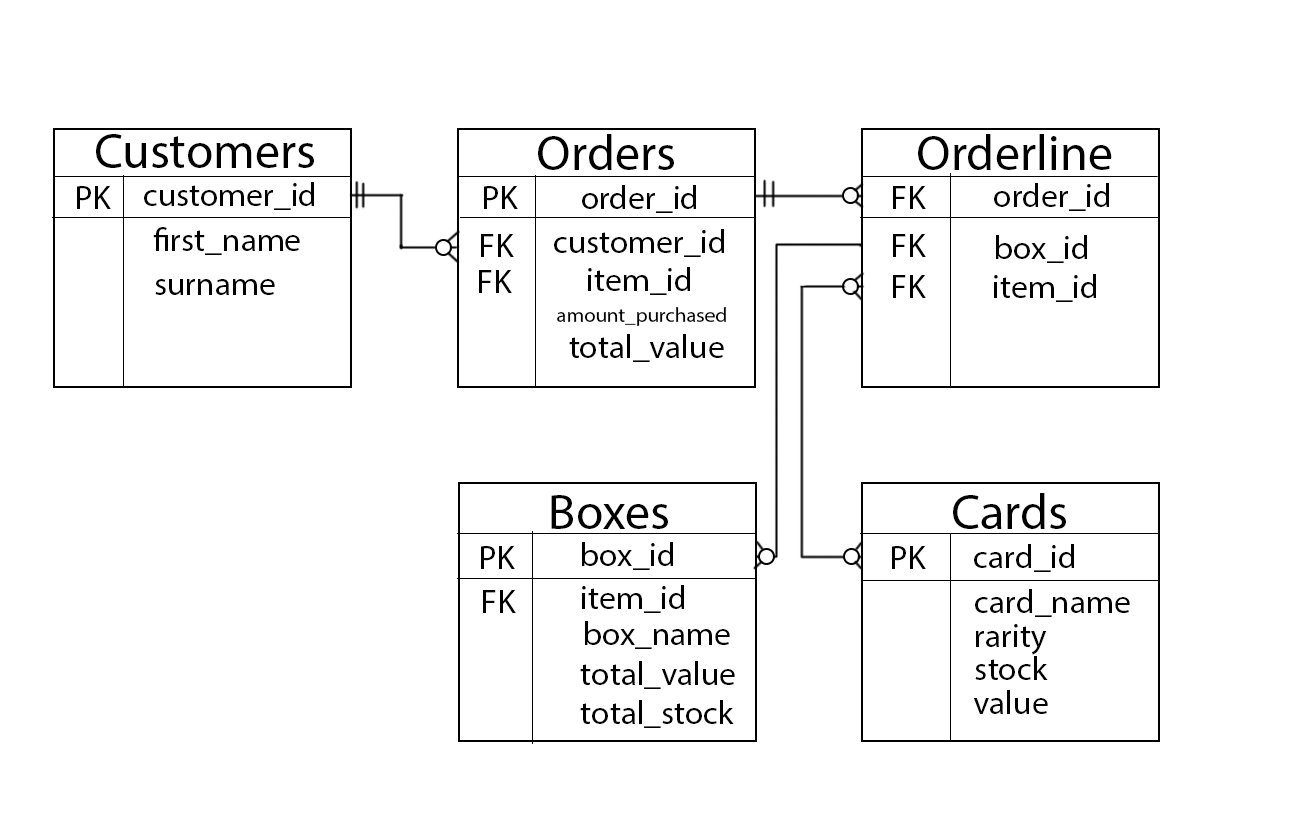 Customers
PK customer_id
first_name
surname
Orders
PK order_id
FK customer_id
FK item_id
amount_purchased
total_value
Orderline
FK order_id
FK box_id
FK item_id
Boxes
PK box_id
FK item_id
box_name
total_value
total_stock
Cards
PK card_id
card_name
rarity
stock
value